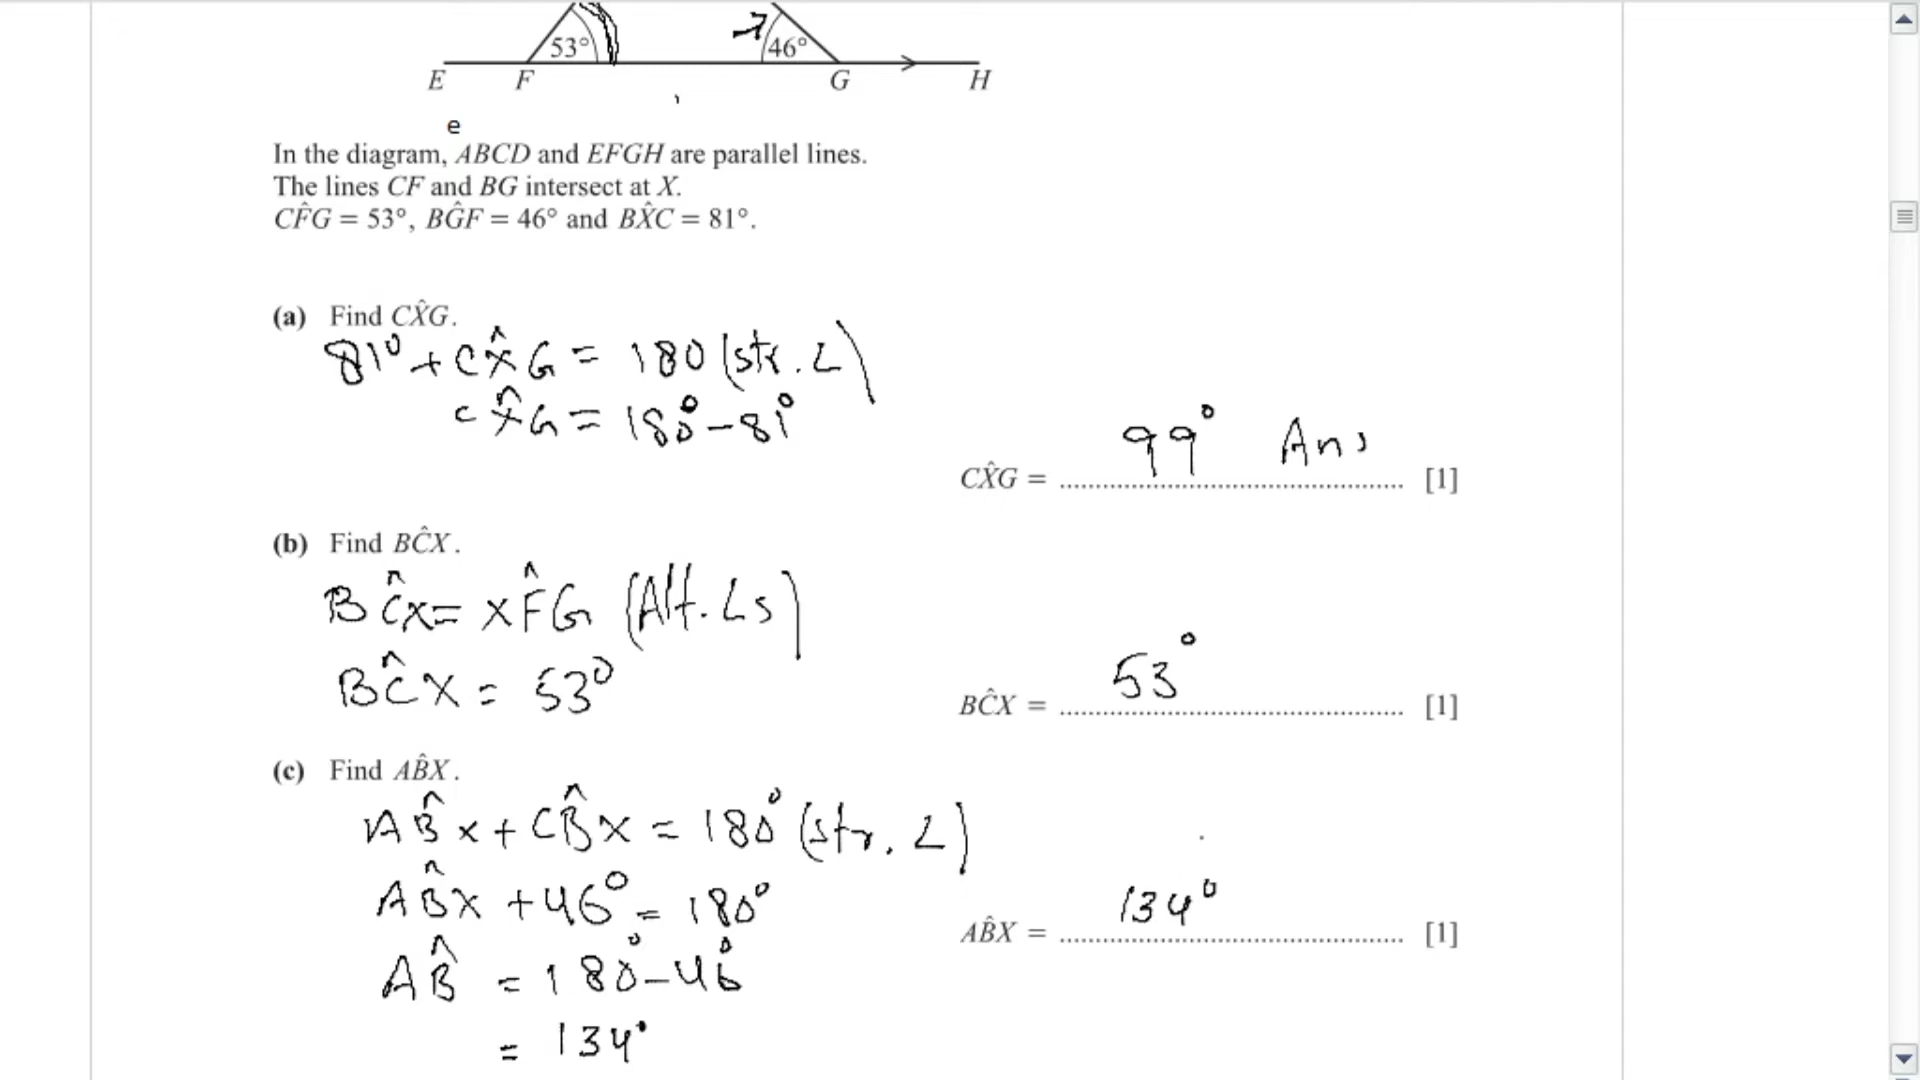 53° 46°
E F G H
e
In the diagram, ABCD and EFGH are parallel lines.
The lines CF and BG intersect at X.
CF̂G = 53°, BĜF = 46° and BX̂C = 81°.
(a) Find CX̂G.
81° + CX̂G = 180 (str. ∠)
CX̂G = 180° - 81°
99° Ans
CX̂G = .................................................. [1]
(b) Find BĈX.
BĈX = XF̂G (Alt. ∠s)
BĈX = 53°
53°
BĈX = .................................................. [1]
(c) Find AB̂X.
AB̂X + CB̂X = 180° (str. ∠)
AB̂X + 46° = 180°
134°
AB̂X = .................................................. [1]
AB̂ = 180° - 46°
= 134°